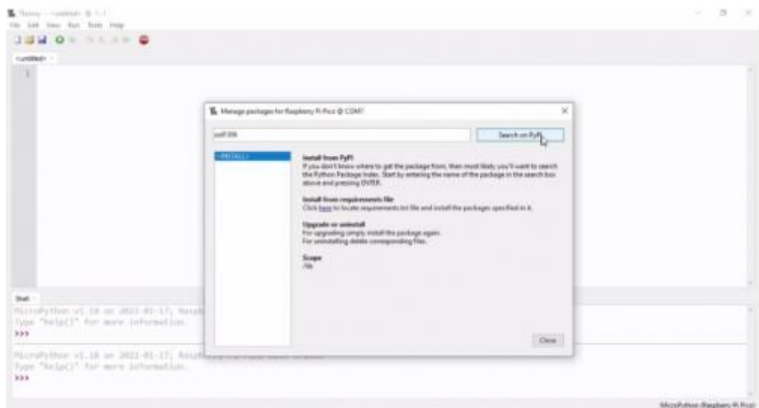 Thonny - <untitled> @ 1:1
File Edit View Run Tools Help
<untitled>
1
Manage packages for Raspberry Pi Pico @ COM7
ssd1306
Search on PyPI
<INSTALL>
Install from PyPI
If you don't know where to get the package from, then most likely you'll want to search
the Python Package Index. Start by entering the name of the package in the search box
above and pressing ENTER.
Install from requirements file
Click here to locate requirements.txt file and install the packages specified in it.
Upgrade or uninstall
For upgrading simply install the package again.
For uninstalling delete corresponding files.
Scope
/lib
Close
Shell
MicroPython v1.18 on 2022-01-17;
Type "help()" for more information.
>>>
MicroPython v1.18 on 2022-01-17;
Type "help()" for more information.
>>>
MicroPython (Raspberry Pi Pico)